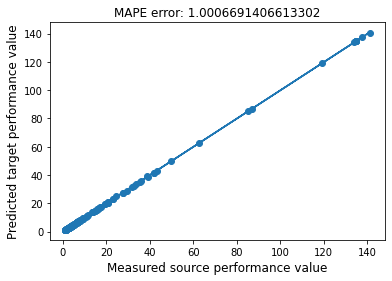 MAPE error: 1.0006691406613302
Predicted target performance value
140
120
100
80
60
40
20
0
0 20 40 60 80 100 120 140
Measured source performance value